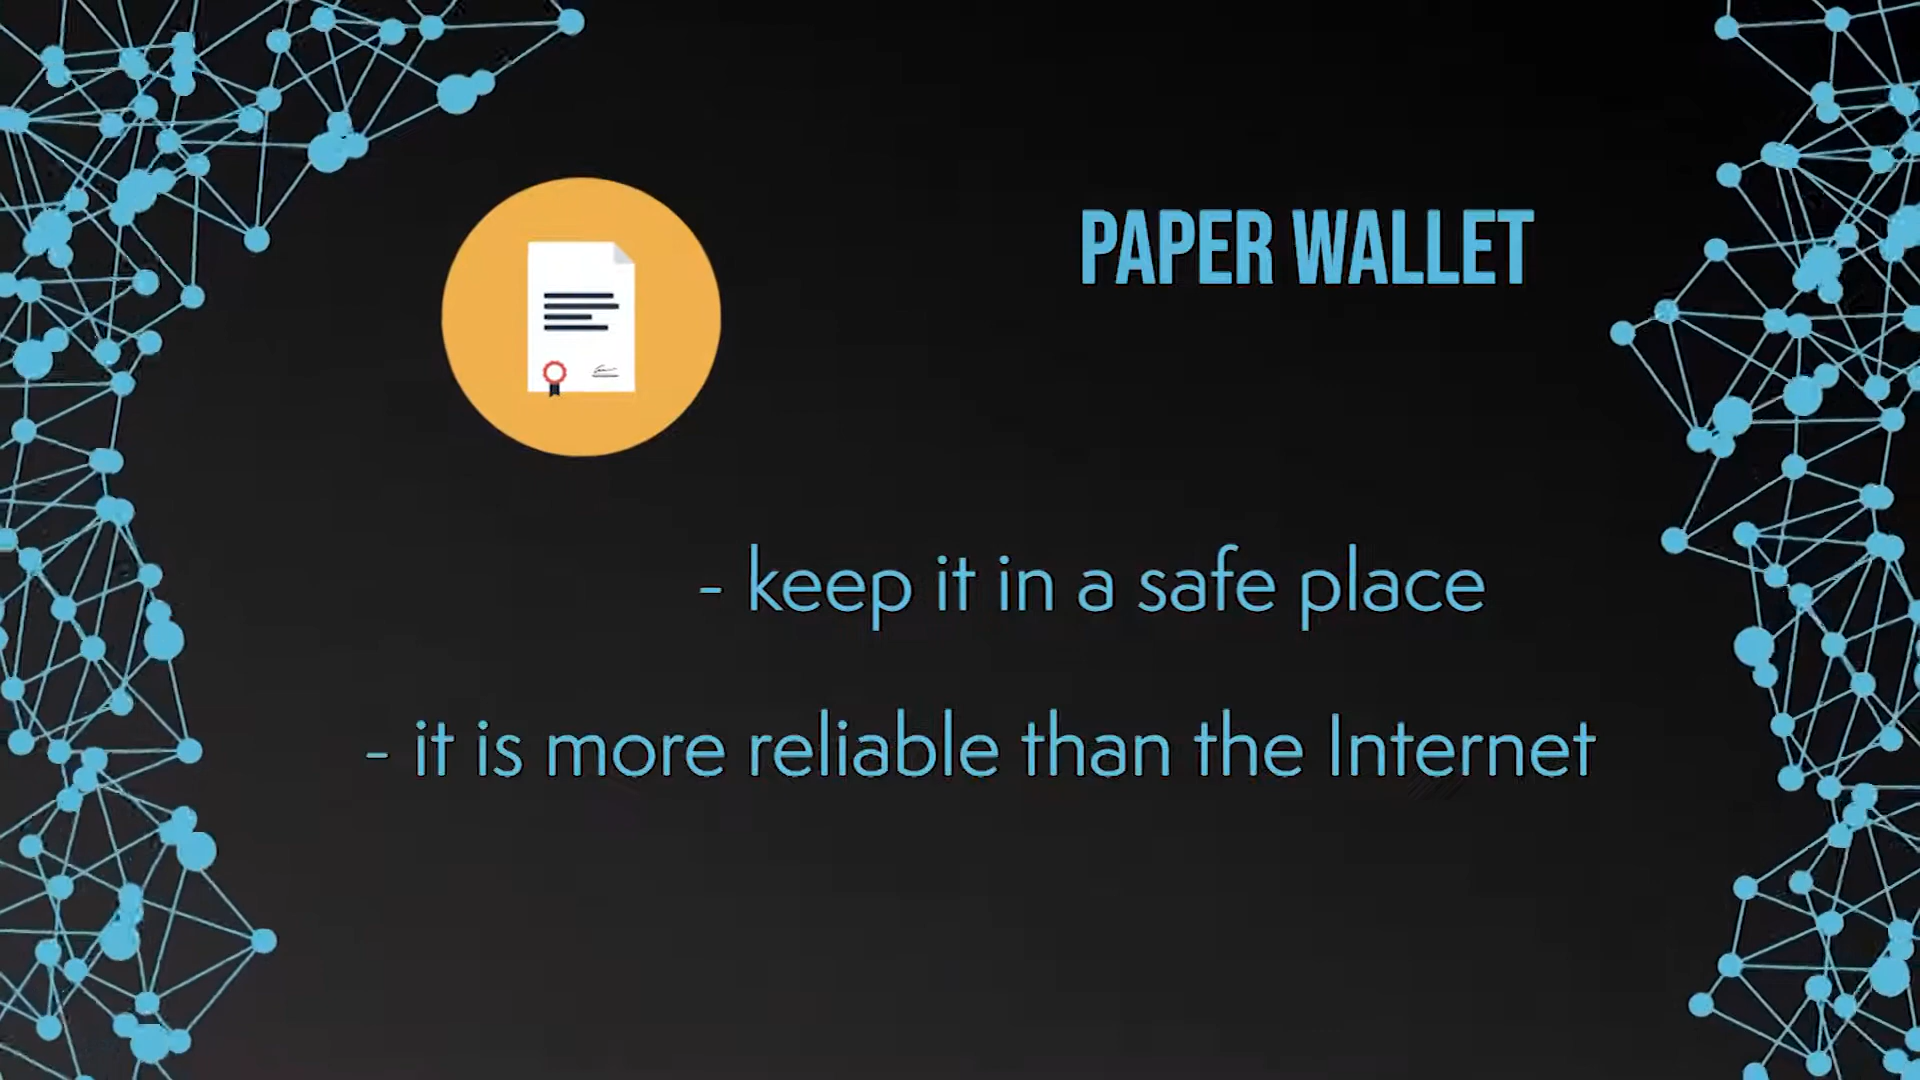 PAPER WALLET
- keep it in a safe place
- it is more reliable than the Internet